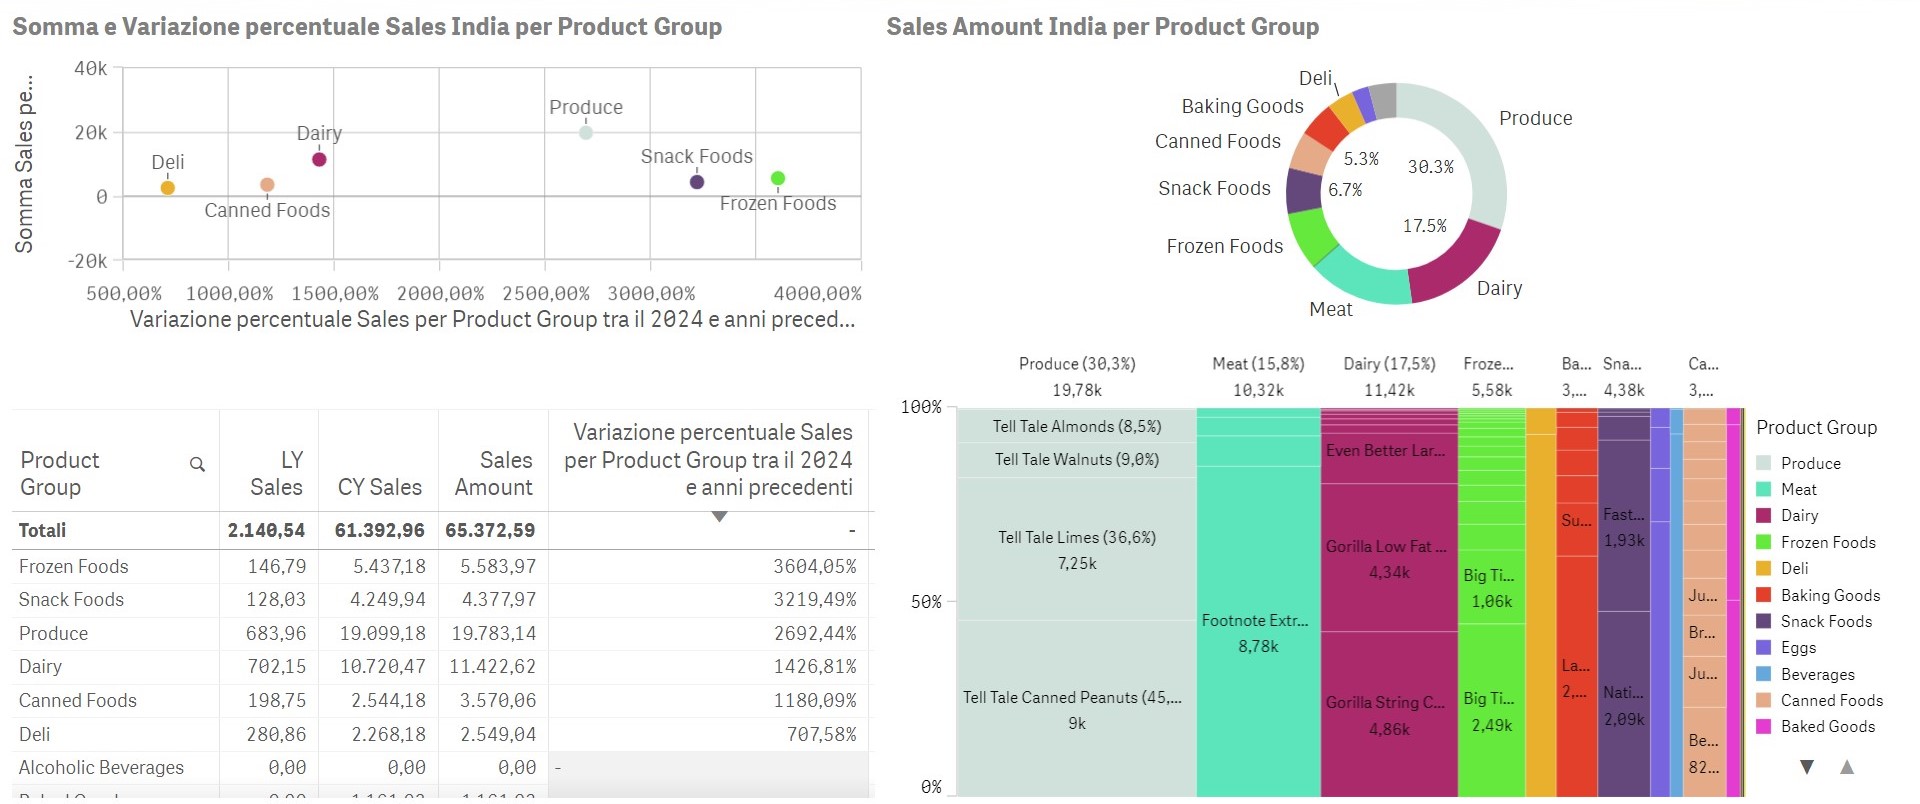 Somma e Variazione percentuale Sales India per Product Group
Somma Sales pe...
40k
20k
0
-20k
Deli
Canned Foods
Dairy
Produce
Snack Foods
Frozen Foods
500,00% 1000,00% 1500,00% 2000,00% 2500,00% 3000,00% 4000,00%
Variazione percentuale Sales per Product Group tra il 2024 e anni preced...
Sales Amount India per Product Group
Deli
Baking Goods
Canned Foods
Snack Foods
Frozen Foods
Meat
Dairy
Produce
5.3%
6.7%
30.3%
17.5%
Product Group LY Sales CY Sales Sales Amount Variazione percentuale Sales per Product Group tra il 2024 e anni precedenti
Totali 2.140,54 61.392,96 65.372,59 -
Frozen Foods 146,79 5.437,18 5.583,97 3604,05%
Snack Foods 128,03 4.249,94 4.377,97 3219,49%
Produce 683,96 19.099,18 19.783,14 2692,44%
Dairy 702,15 10.720,47 11.422,62 1426,81%
Canned Foods 198,75 2.544,18 3.570,06 1180,09%
Deli 280,86 2.268,18 2.549,04 707,58%
Alcoholic Beverages 0,00 0,00 0,00 -
Produce (30,3%) Meat (15,8%) Dairy (17,5%) Froze... Ba... Sna... Ca...
19,78k 10,32k 11,42k 5,58k 3,... 4,38k 3,...
100%
50%
0%
Tell Tale Almonds (8,5%)
Tell Tale Walnuts (9,0%)
Tell Tale Limes (36,6%)
7,25k
Tell Tale Canned Peanuts (45,...
9k
Footnote Extr...
8,78k
Even Better Lar...
Gorilla Low Fat ...
4,34k
Gorilla String C...
4,86k
Big Ti...
1,06k
Big Ti...
2,49k
Su...
La...
2,...
Fast...
1,93k
Nati...
2,09k
Ju...
Br...
Ju...
Be...
82...
Product Group
Produce
Meat
Dairy
Frozen Foods
Deli
Baking Goods
Snack Foods
Eggs
Beverages
Canned Foods
Baked Goods